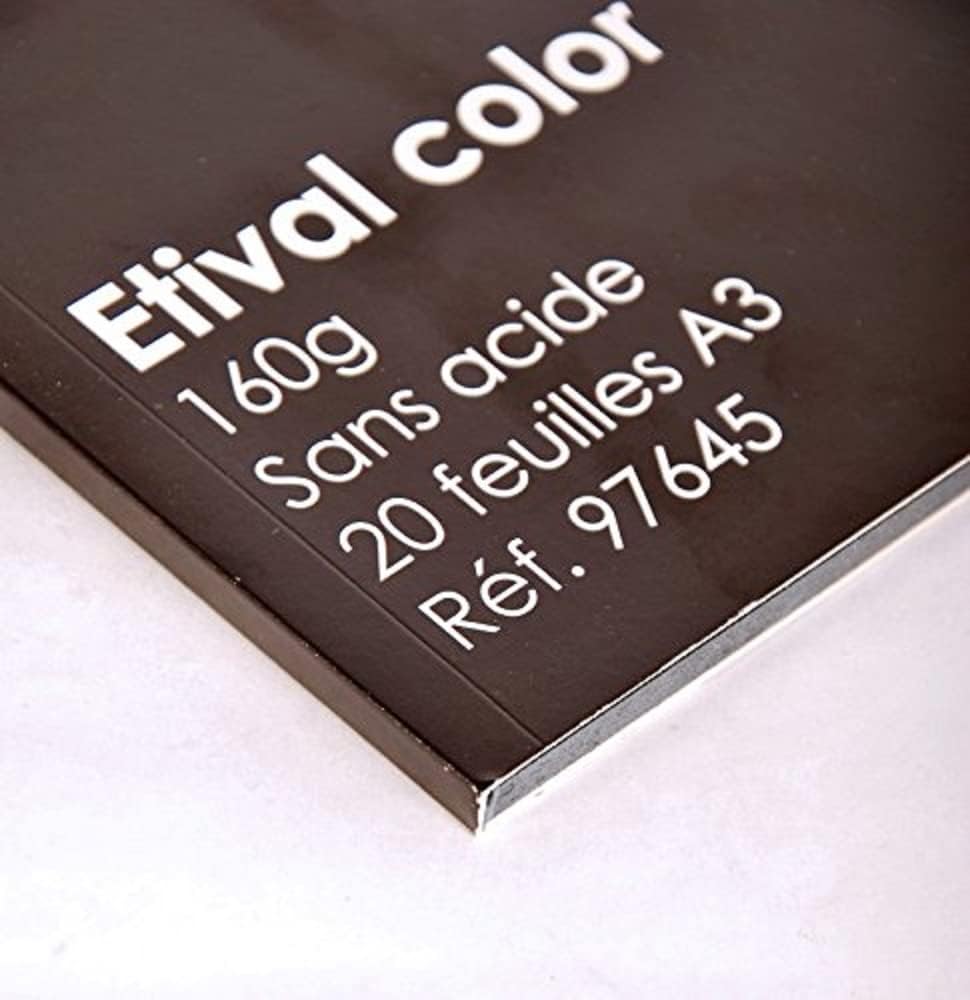 Etival color
160g
Sans acide
20 feuilles A3
Réf. 97645